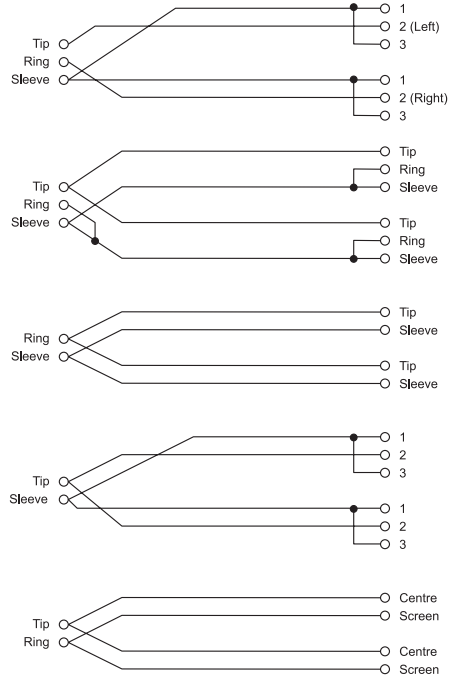 1
2 (Left)
3
Tip
Ring
Sleeve
1
2 (Right)
3
Tip
Ring
Sleeve
Tip
Ring
Sleeve
Tip
Ring
Sleeve
Tip
Sleeve
Ring
Sleeve
Tip
Sleeve
1
2
3
Tip
Sleeve
1
2
3
Centre
Screen
Tip
Ring
Centre
Screen